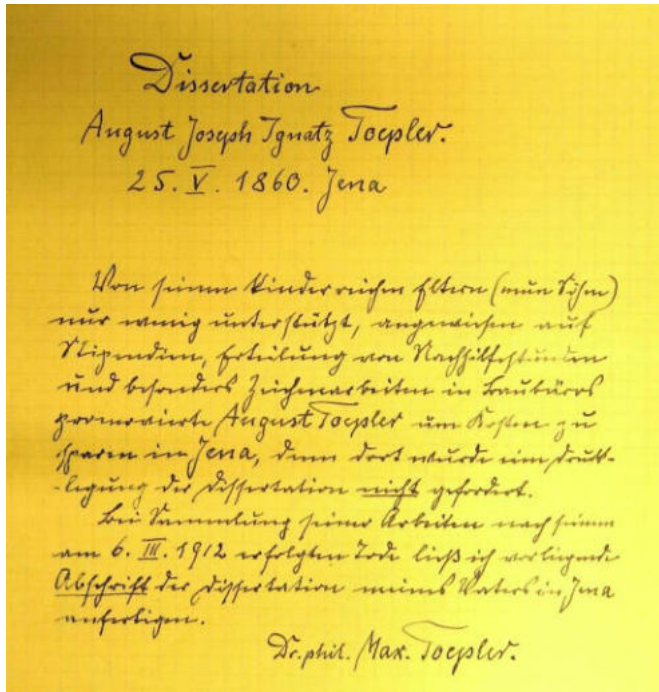 Dissertation
August Joseph Ignatz Toepler.
25. V. 1860. Jena
Von seinen kinderreichen Eltern (neun Söhne)
nur wenig unterstützt, angewiesen auf
Stipendien, Erteilung von Nachhilfestunden
und besonders Zeichenarbeiten in Baubüros
promovierte August Toepler um Kosten zu
sparen in Jena, denn dort wurde eine Druck-
-legung der Dissertation nicht gefordert.
Bei Sammlung seiner Arbeiten nach seinem
am 6. III. 1912 erfolgten Tode ließ ich vorliegende
Abschrift der Dissertation meines Vaters in Jena
anfertigen.
Dr. phil. Max. Toepler.